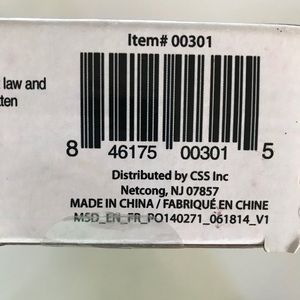 Item# 00301
law and
tten
8 46175 00301 5
Distributed by CSS Inc
Netcong, NJ 07857
MADE IN CHINA / FABRIQUÉ EN CHINE
MSD_EN_FR_PO140271_061814_V1